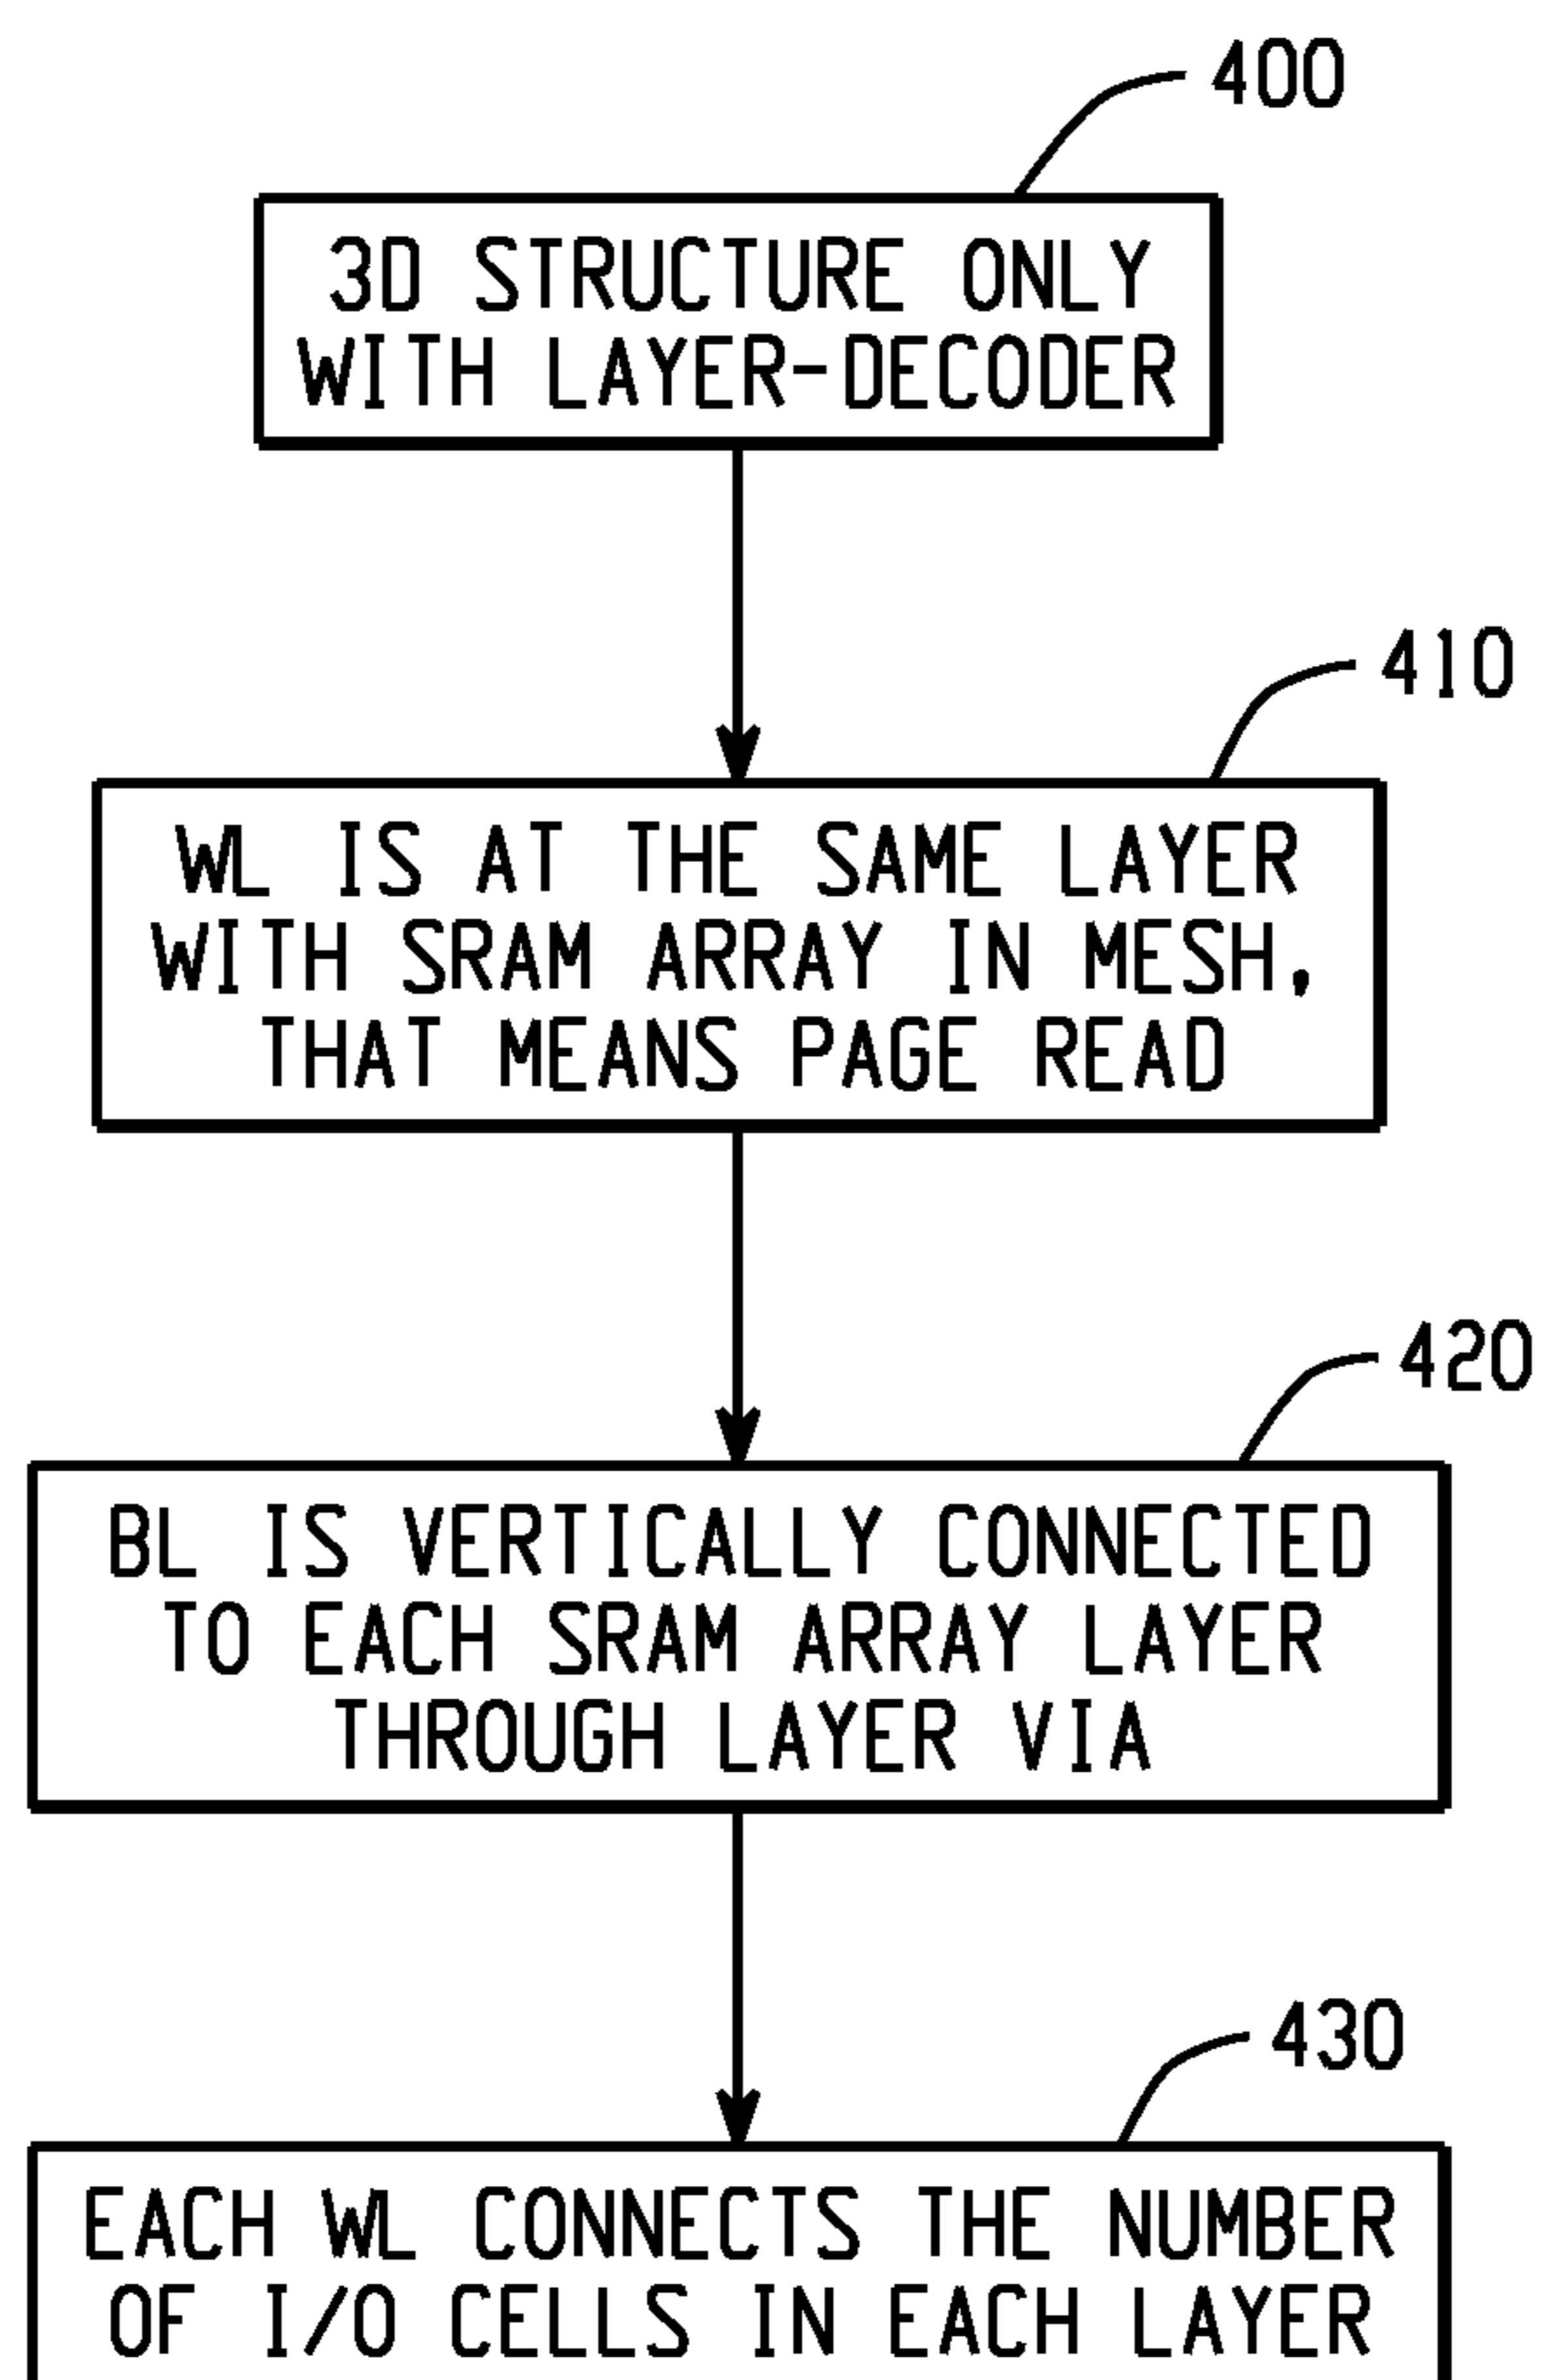 400
3D STRUCTURE ONLY
WITH LAYER-DECODER
410
WL IS AT THE SAME LAYER
WITH SRAM ARRAY IN MESH,
THAT MEANS PAGE READ
420
BL IS VERTICALLY CONNECTED
TO EACH SRAM ARRAY LAYER
THROUGH LAYER VIA
430
EACH WL CONNECTS THE NUMBER
OF I/O CELLS IN EACH LAYER